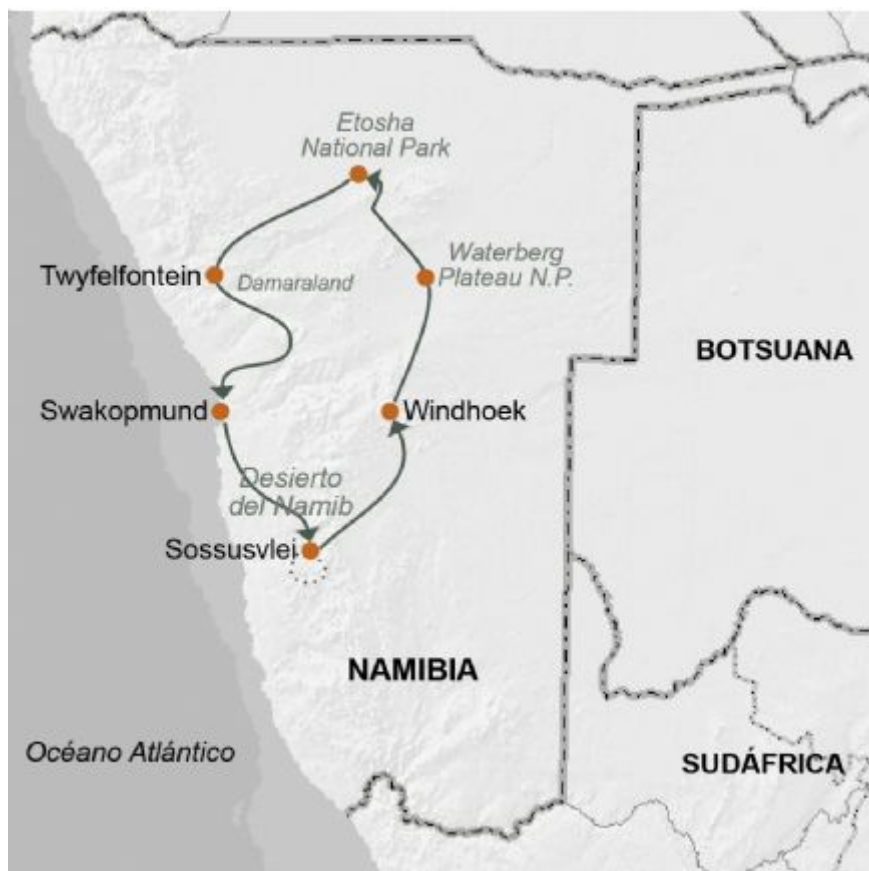 Etosha
National Park
Waterberg
Plateau N.P.
Twyfelfontein
Damaraland
BOTSUANA
Swakopmund
Windhoek
Desierto
del Namib
Sossusvlei
NAMIBIA
Océano Atlántico
SUDÁFRICA